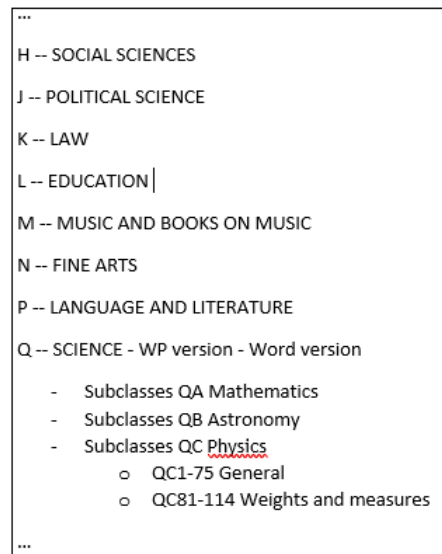 ...
H -- SOCIAL SCIENCES
J -- POLITICAL SCIENCE
K -- LAW
L -- EDUCATION
M -- MUSIC AND BOOKS ON MUSIC
N -- FINE ARTS
P -- LANGUAGE AND LITERATURE
Q -- SCIENCE - WP version - Word version
- Subclasses QA Mathematics
- Subclasses QB Astronomy
- Subclasses QC Physics
o QC1-75 General
o QC81-114 Weights and measures
...